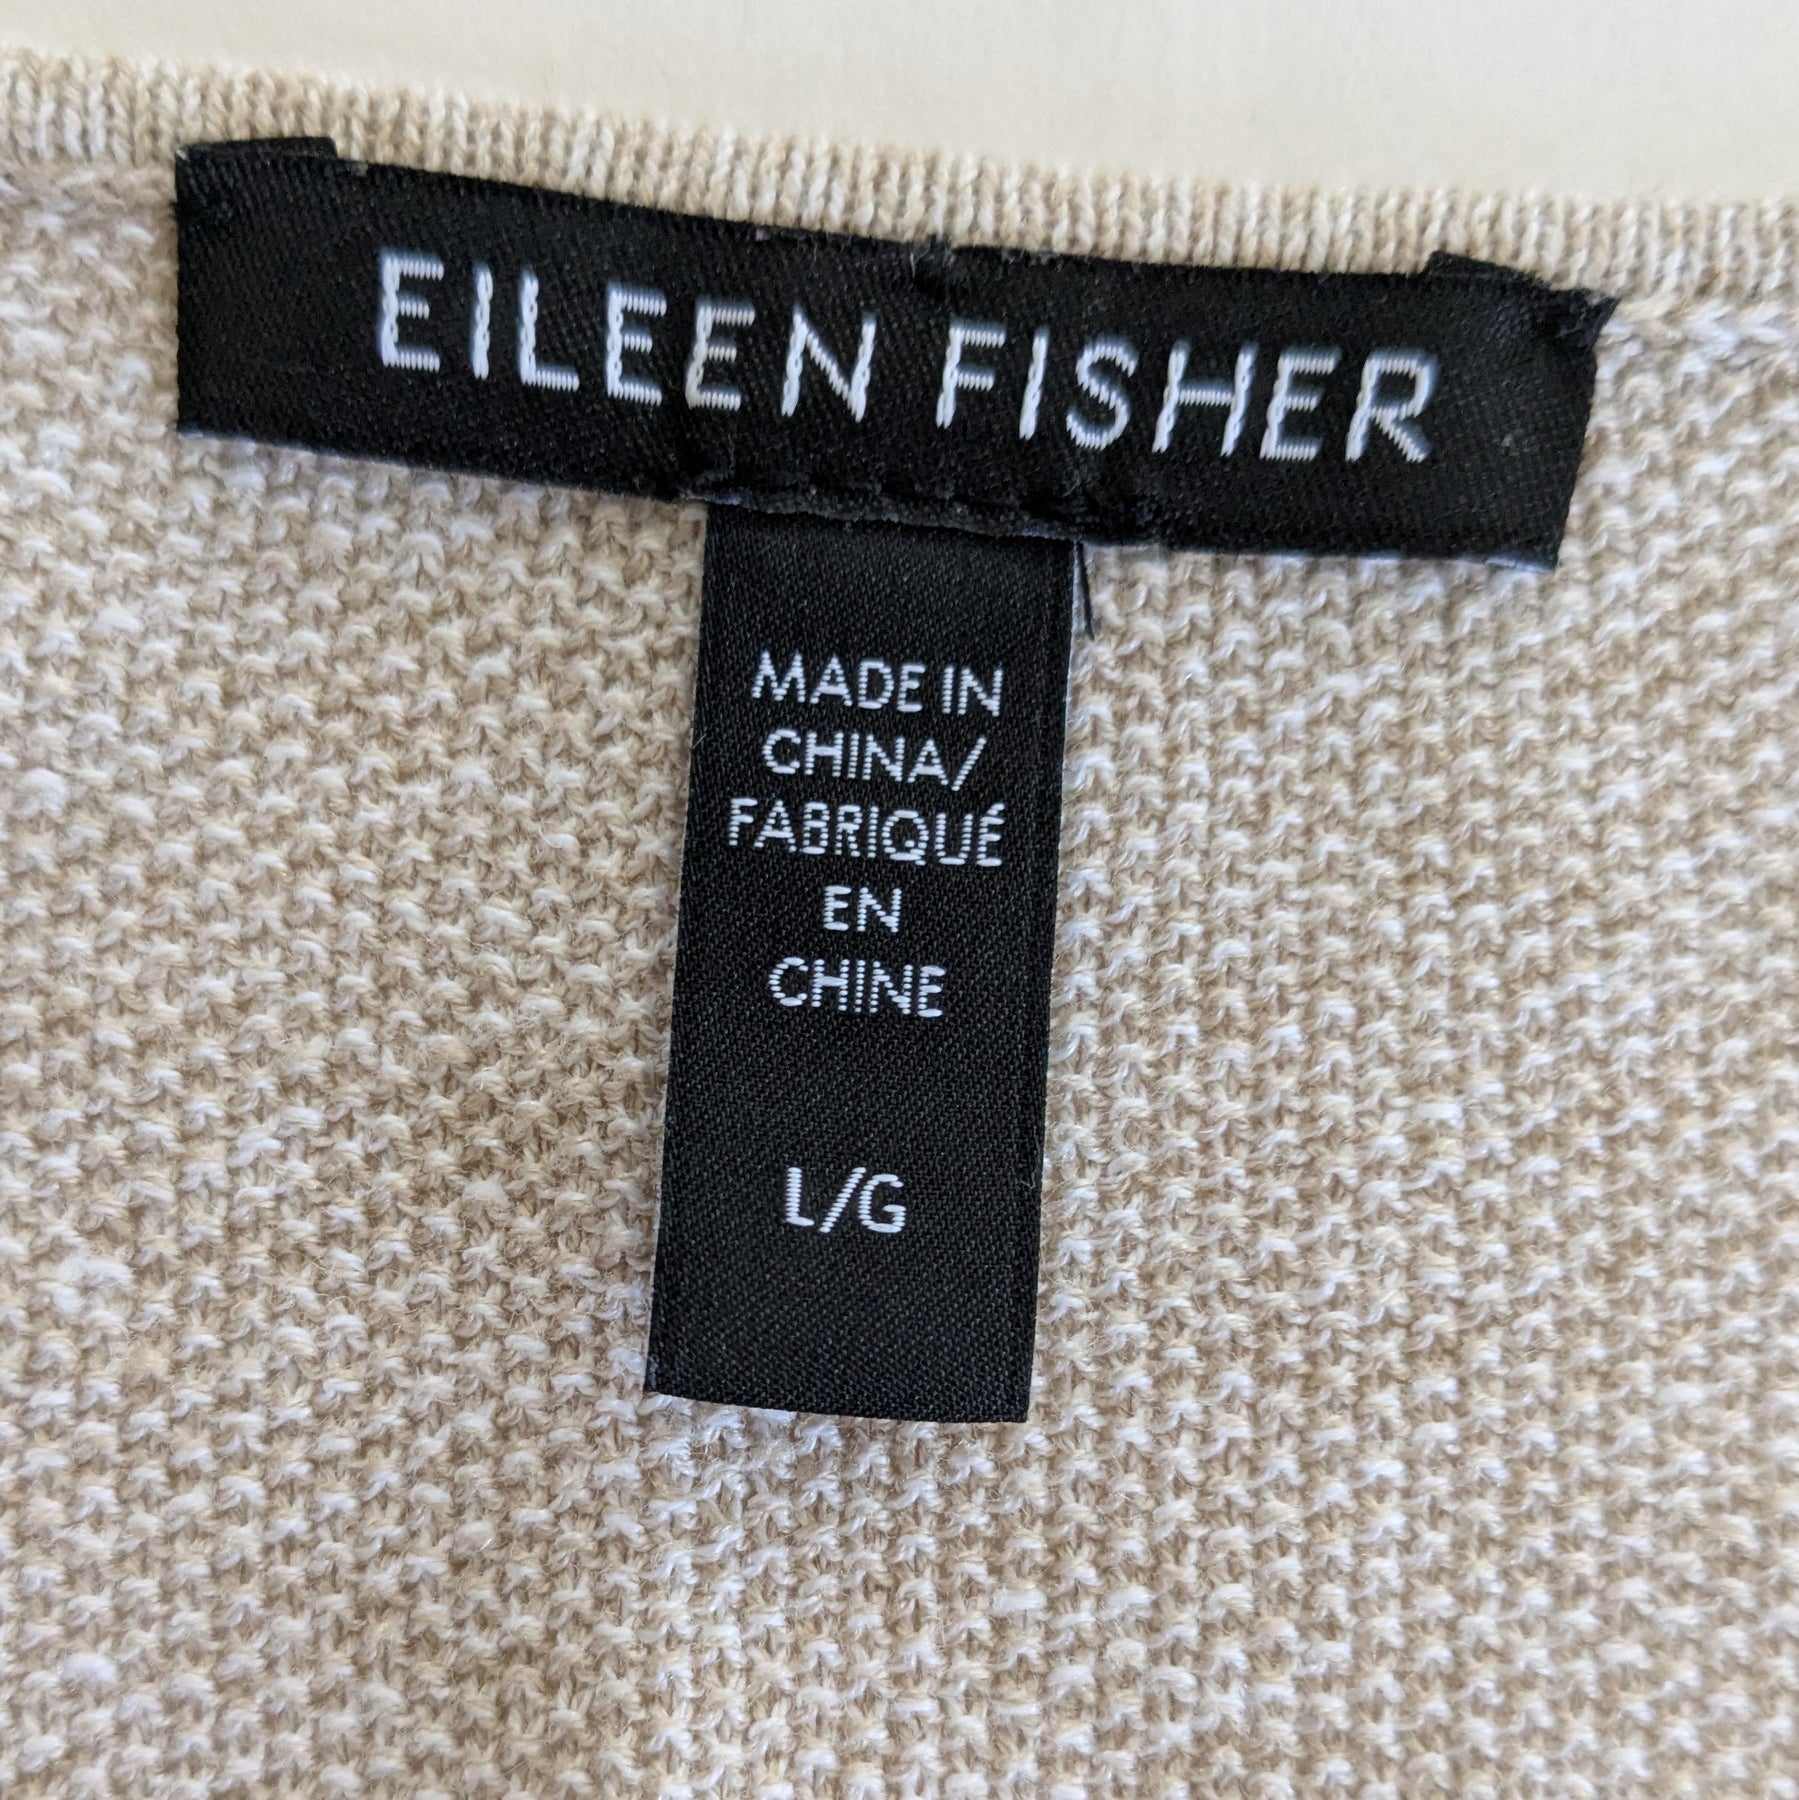 EILEEN FISHER
MADE IN
CHINA/
FABRIQUÉ
EN
CHINE
L/G